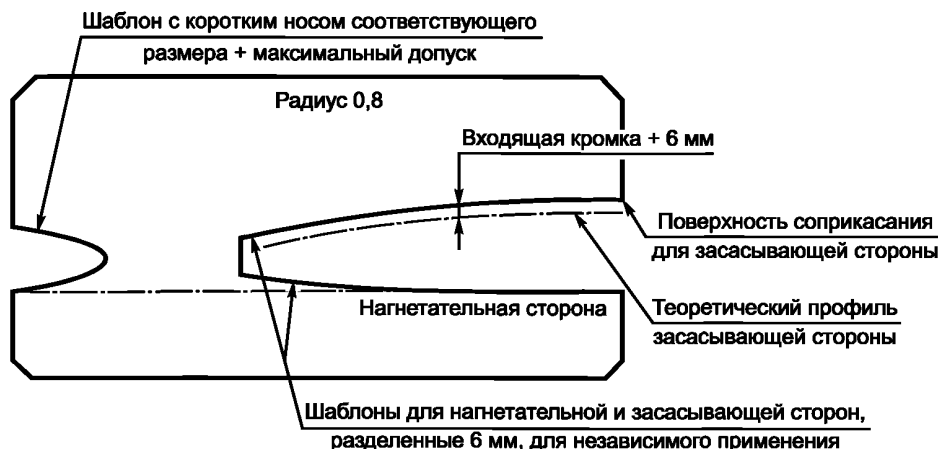 Шаблон с коротким носом соответствующего
размера + максимальный допуск
Радиус 0,8
Входящая кромка + 6 мм
Поверхность соприкасания
для засасывающей стороны
Нагнетательная сторона
Теоретический профиль
засасывающей стороны
Шаблоны для нагнетательной и засасывающей сторон,
разделенные 6 мм, для независимого применения